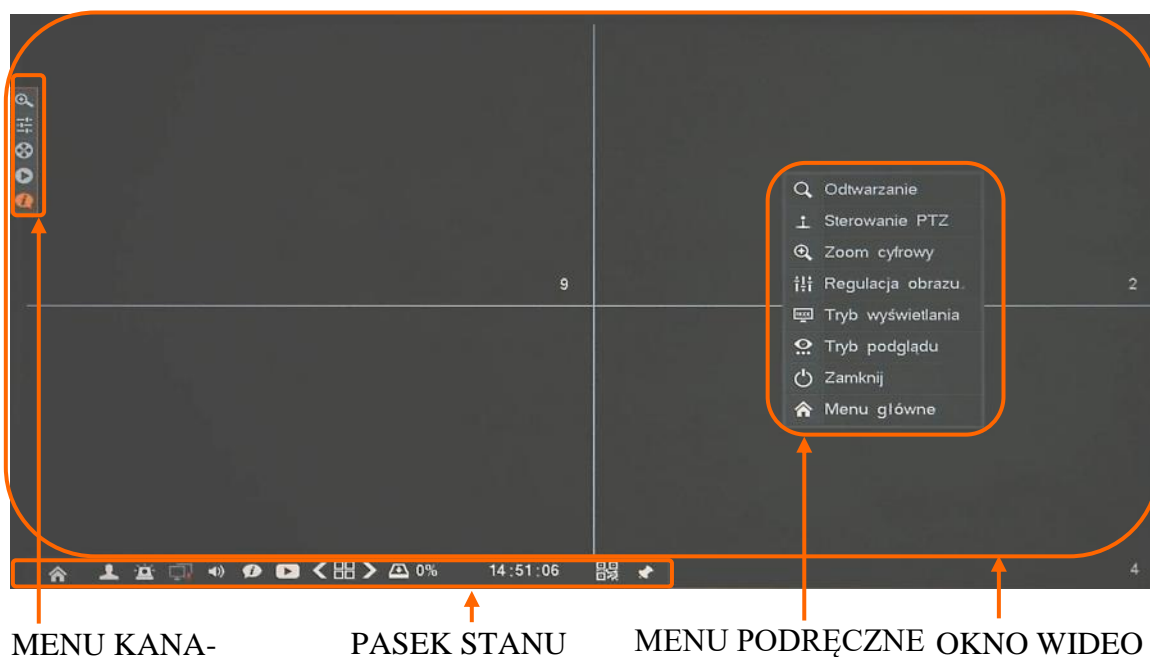 Odtwarzanie
Sterowanie PTZ
Zoom cyfrowy
9
Regulacja obrazu.
2
Tryb wyświetlania
Tryb podglądu
Zamknij
Menu główne
0%
14:51:06
4
MENU KANA-
PASEK STANU
MENU PODRĘCZNE
OKNO WIDEO